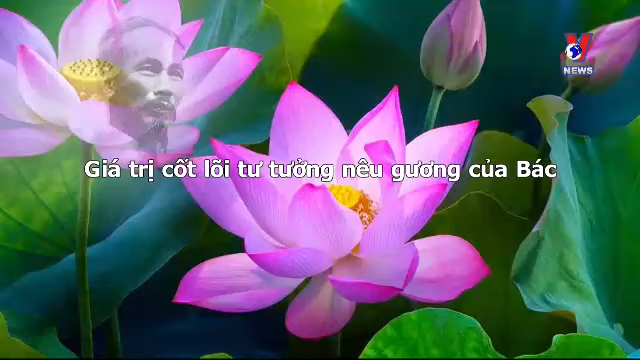 NEWS
Giá trị cốt lõi tư tưởng nêu gương của Bác